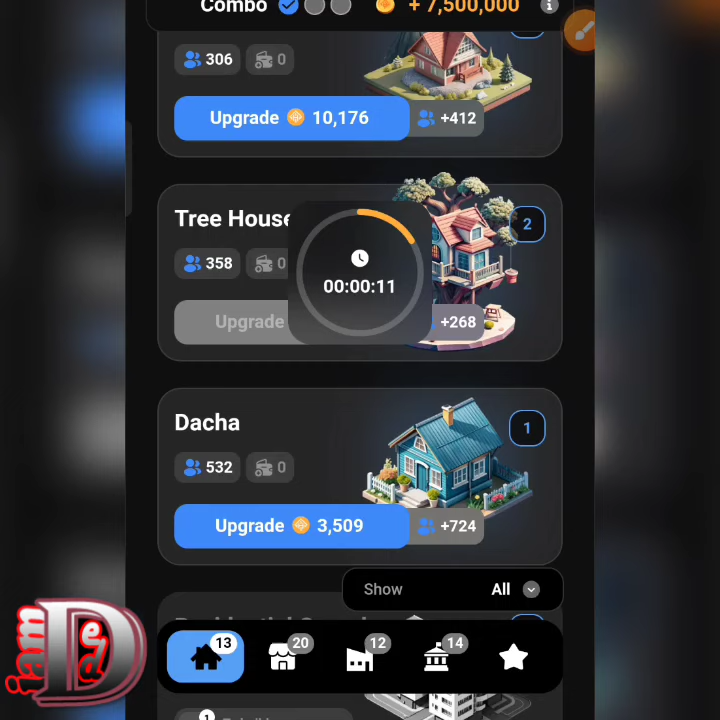 Combo + 7,500,000
306 0
Upgrade 10,176 +412
Tree House
2
358 0
00:00:11
Upgrade +268
Dacha
1
532 0
Upgrade 3,509 +724
Show All
13 20 12 14
1